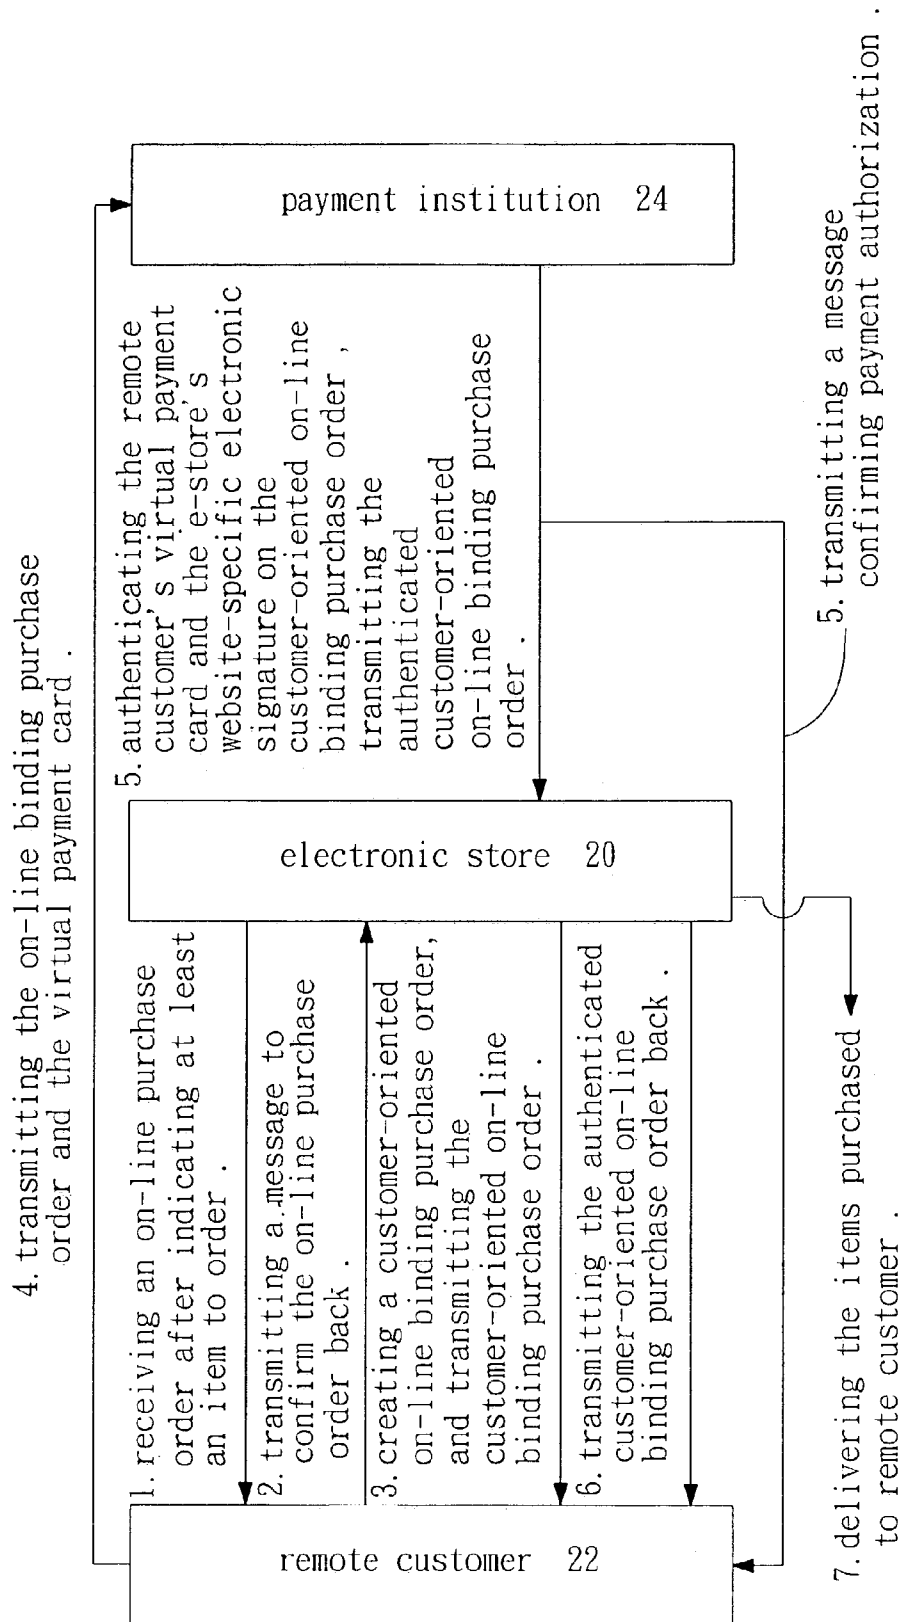 4. transmitting the on-line binding purchase
order and the virtual payment card.
remote customer 22
1. receiving an on-line purchase
order after indicating at least
an item to order.
2. transmitting a message to
confirm the on-line purchase
order back.
3. creating a customer-oriented
on-line binding purchase order,
and transmitting the
customer-oriented on-line
binding purchase order.
6. transmitting the authenticated
customer-oriented on-line
binding purchase order back.
electronic store 20
5. authenticating the remote
customer's virtual payment
card and the e-store's
website-specific electronic
signature on the
customer-oriented on-line
binding purchase order,
transmitting the
authenticated
customer-oriented
on-line binding purchase
order.
payment institution 24
7. delivering the items purchased
to remote customer.
5. transmitting a message
confirming payment authorization.